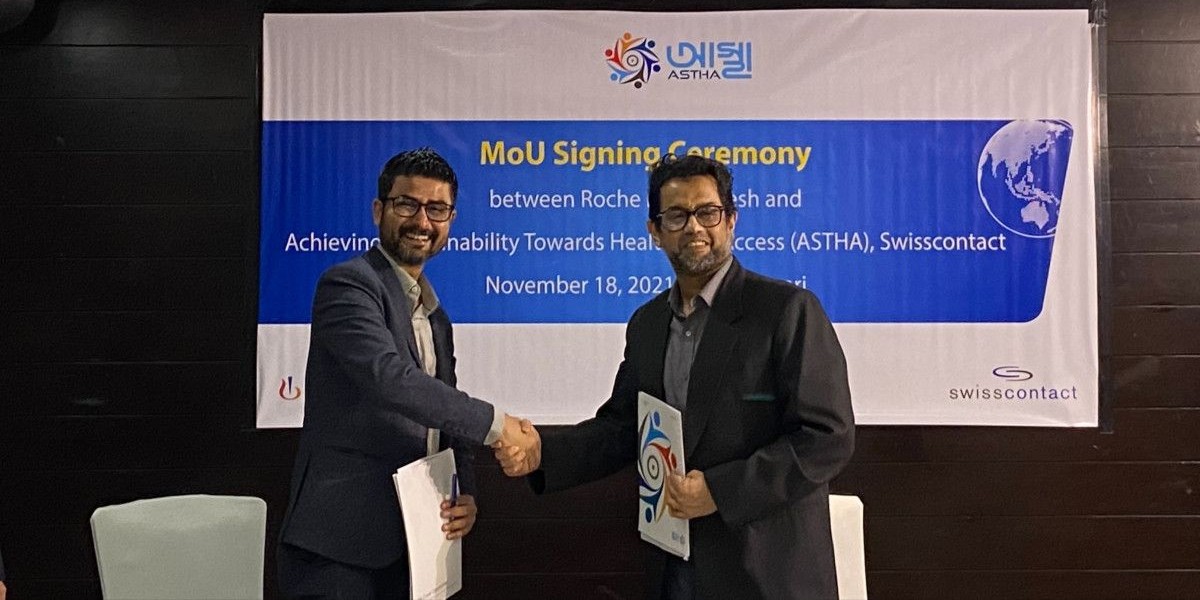 আস্থা
ASTHA
MoU Signing Ceremony
between Roche esh and
Achieving nability Towards Heal ccess (ASTHA), Swisscontact
November 18, 2021
swisscontact